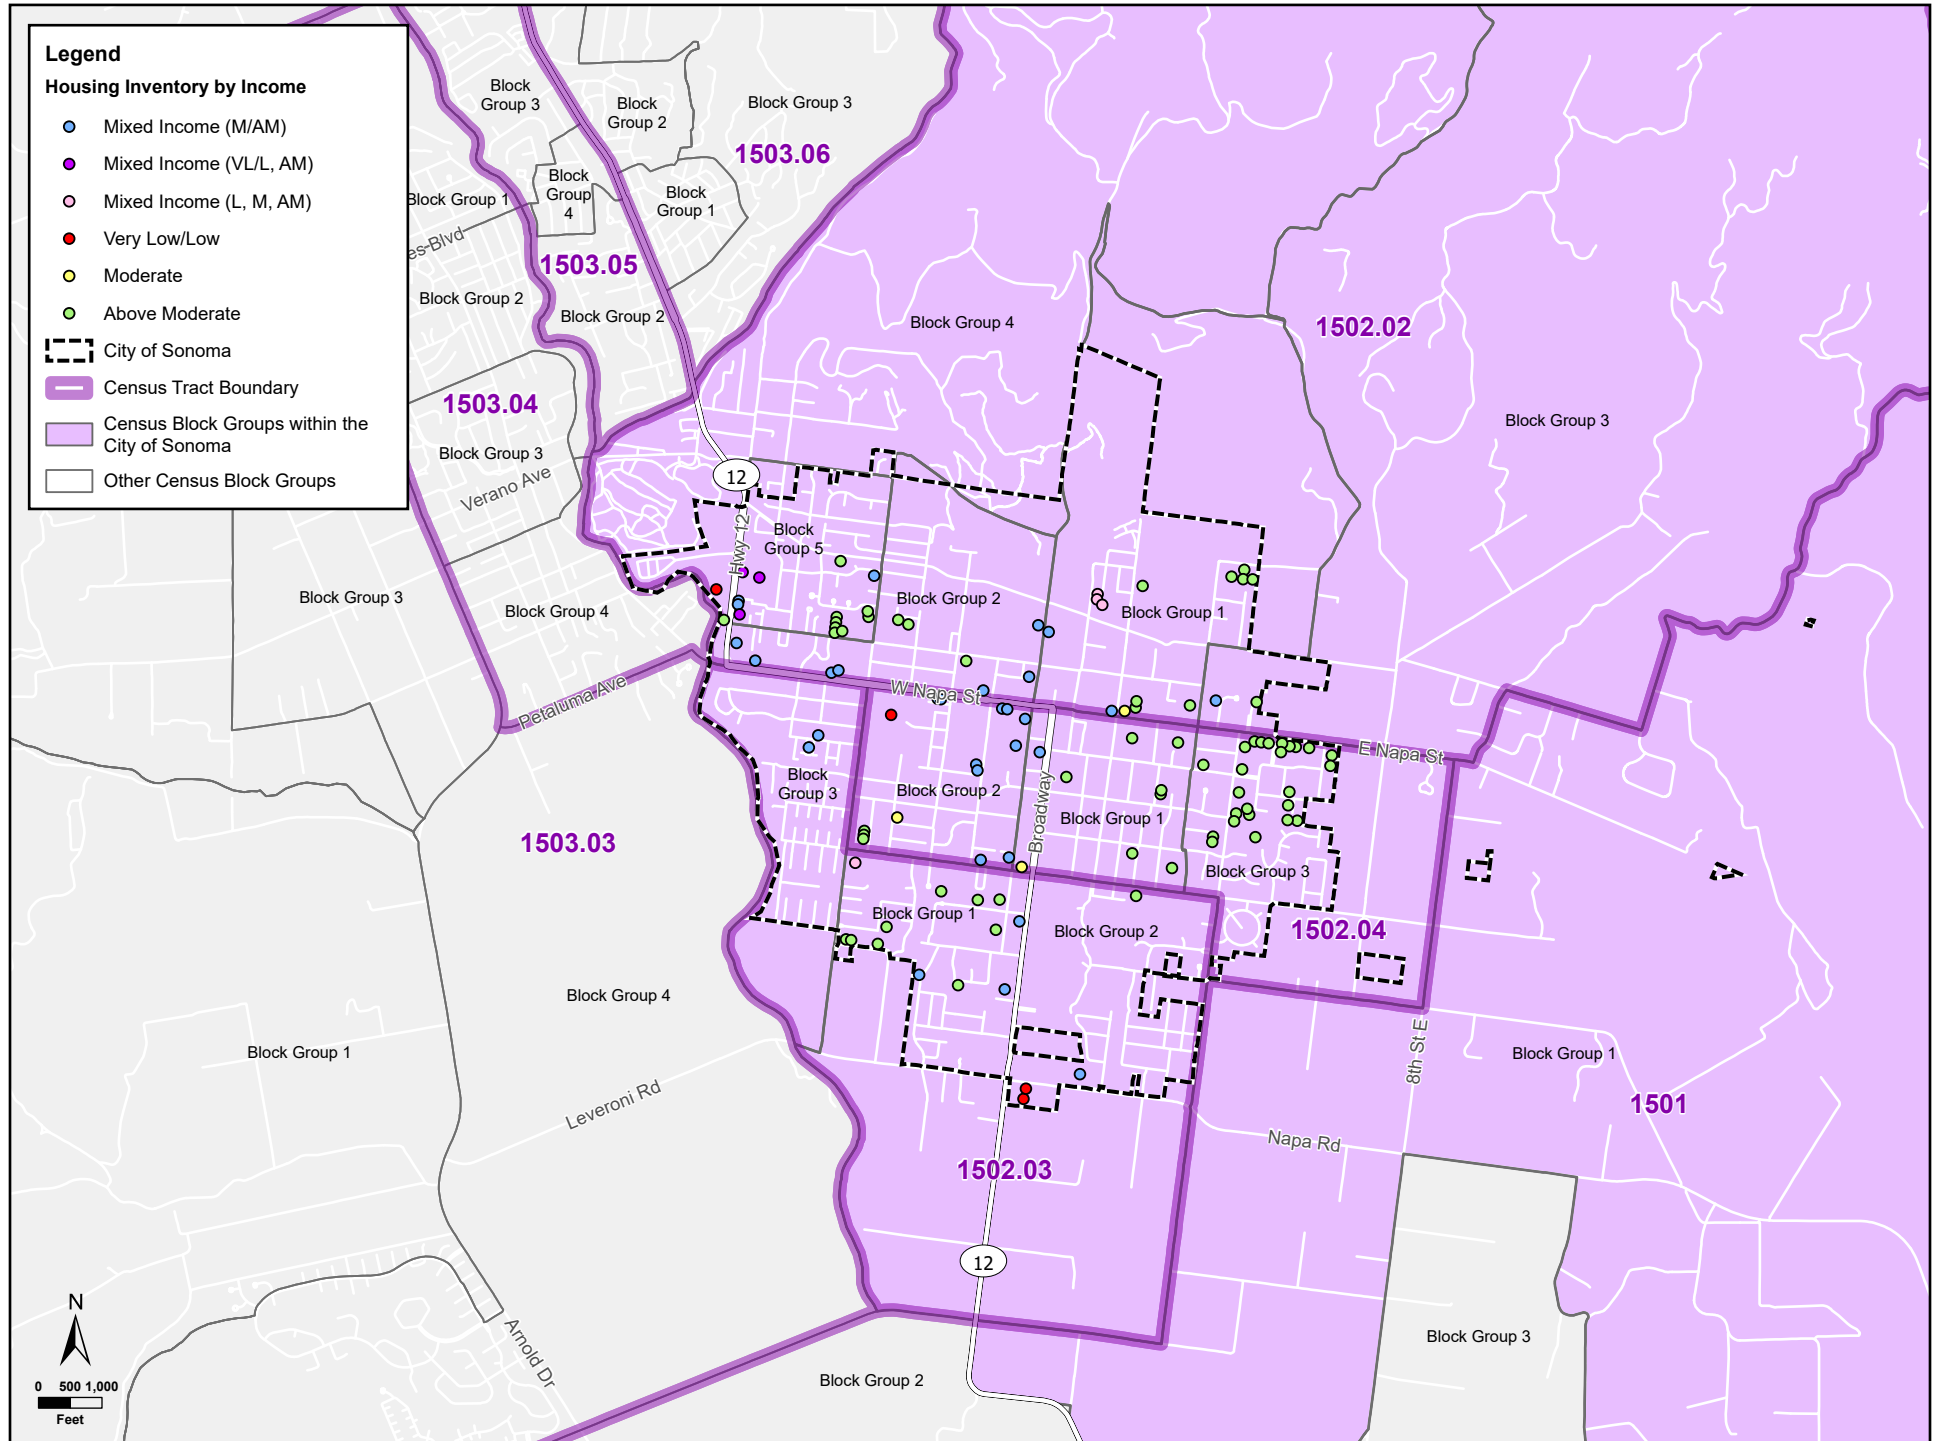 Legend
Housing Inventory by Income
Mixed Income (M/AM)
Mixed Income (VL/L, AM)
Mixed Income (L, M, AM)
Very Low/Low
Moderate
Above Moderate
City of Sonoma
Census Tract Boundary
Census Block Groups within the
City of Sonoma
Other Census Block Groups
Block
Group 3
Block
Group 2
Block Group 3
1503.06
Block Group 1
Block
Group
4
Block
Group 1
es-Blvd
1503.05
Block Group 2
Block Group 2
Block Group 4
1502.02
1503.04
Block Group 3
Block Group 3
Verano Ave
12
Hwy 12
Block
Group 5
Block Group 3
Block Group 4
Block Group 2
Block Group 1
Petaluma Ave
W Napa St
E Napa St
Block
Group 3
Block Group 2
Broadway
Block Group 1
1503.03
Block Group 3
Block Group 1
Block Group 2
1502.04
Block Group 4
Block Group 1
8th St E
Block Group 1
Leveroni Rd
1501
Napa Rd
1502.03
12
N
Arnold Dr
Block Group 3
Block Group 2
0 500 1,000
Feet